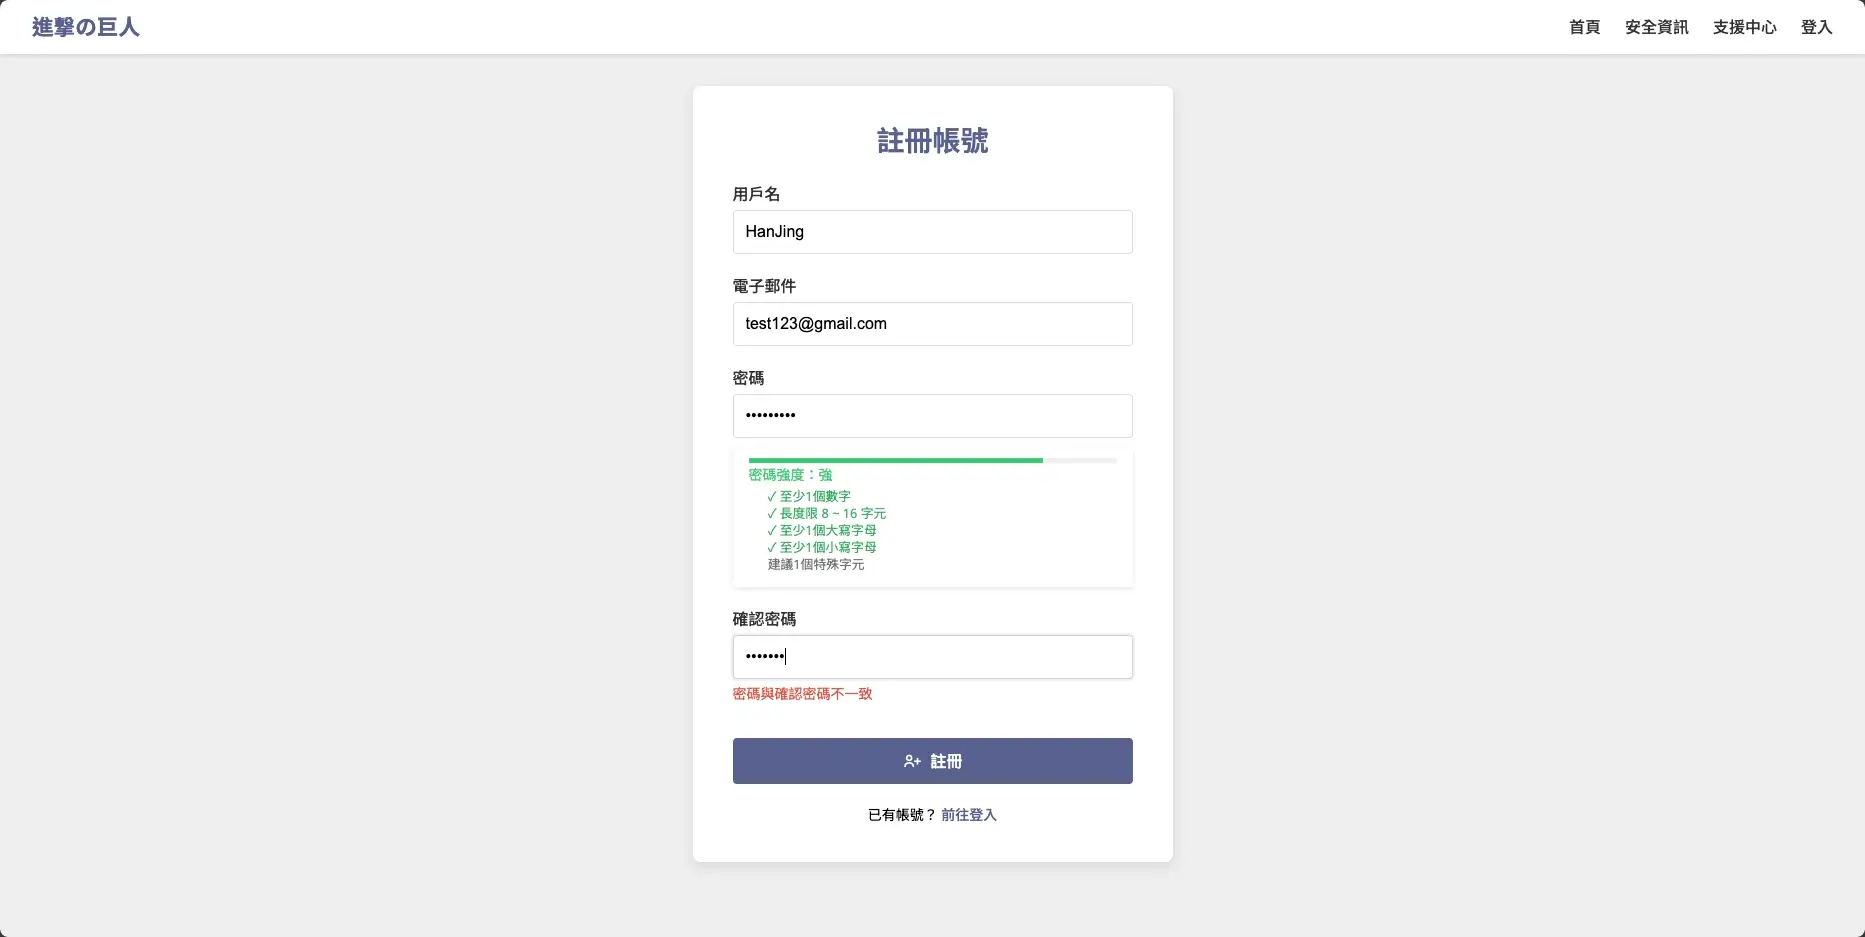 進撃の巨人
首頁 安全資訊 支援中心 登入
註冊帳號
用戶名
HanJing
電子郵件
test123@gmail.com
密碼
•••••••••
密碼強度：強
✓ 至少1個數字
✓ 長度限 8 ~ 16 字元
✓ 至少1個大寫字母
✓ 至少1個小寫字母
建議1個特殊字元
確認密碼
•••••••
密碼與確認密碼不一致
註冊
已有帳號？ 前往登入